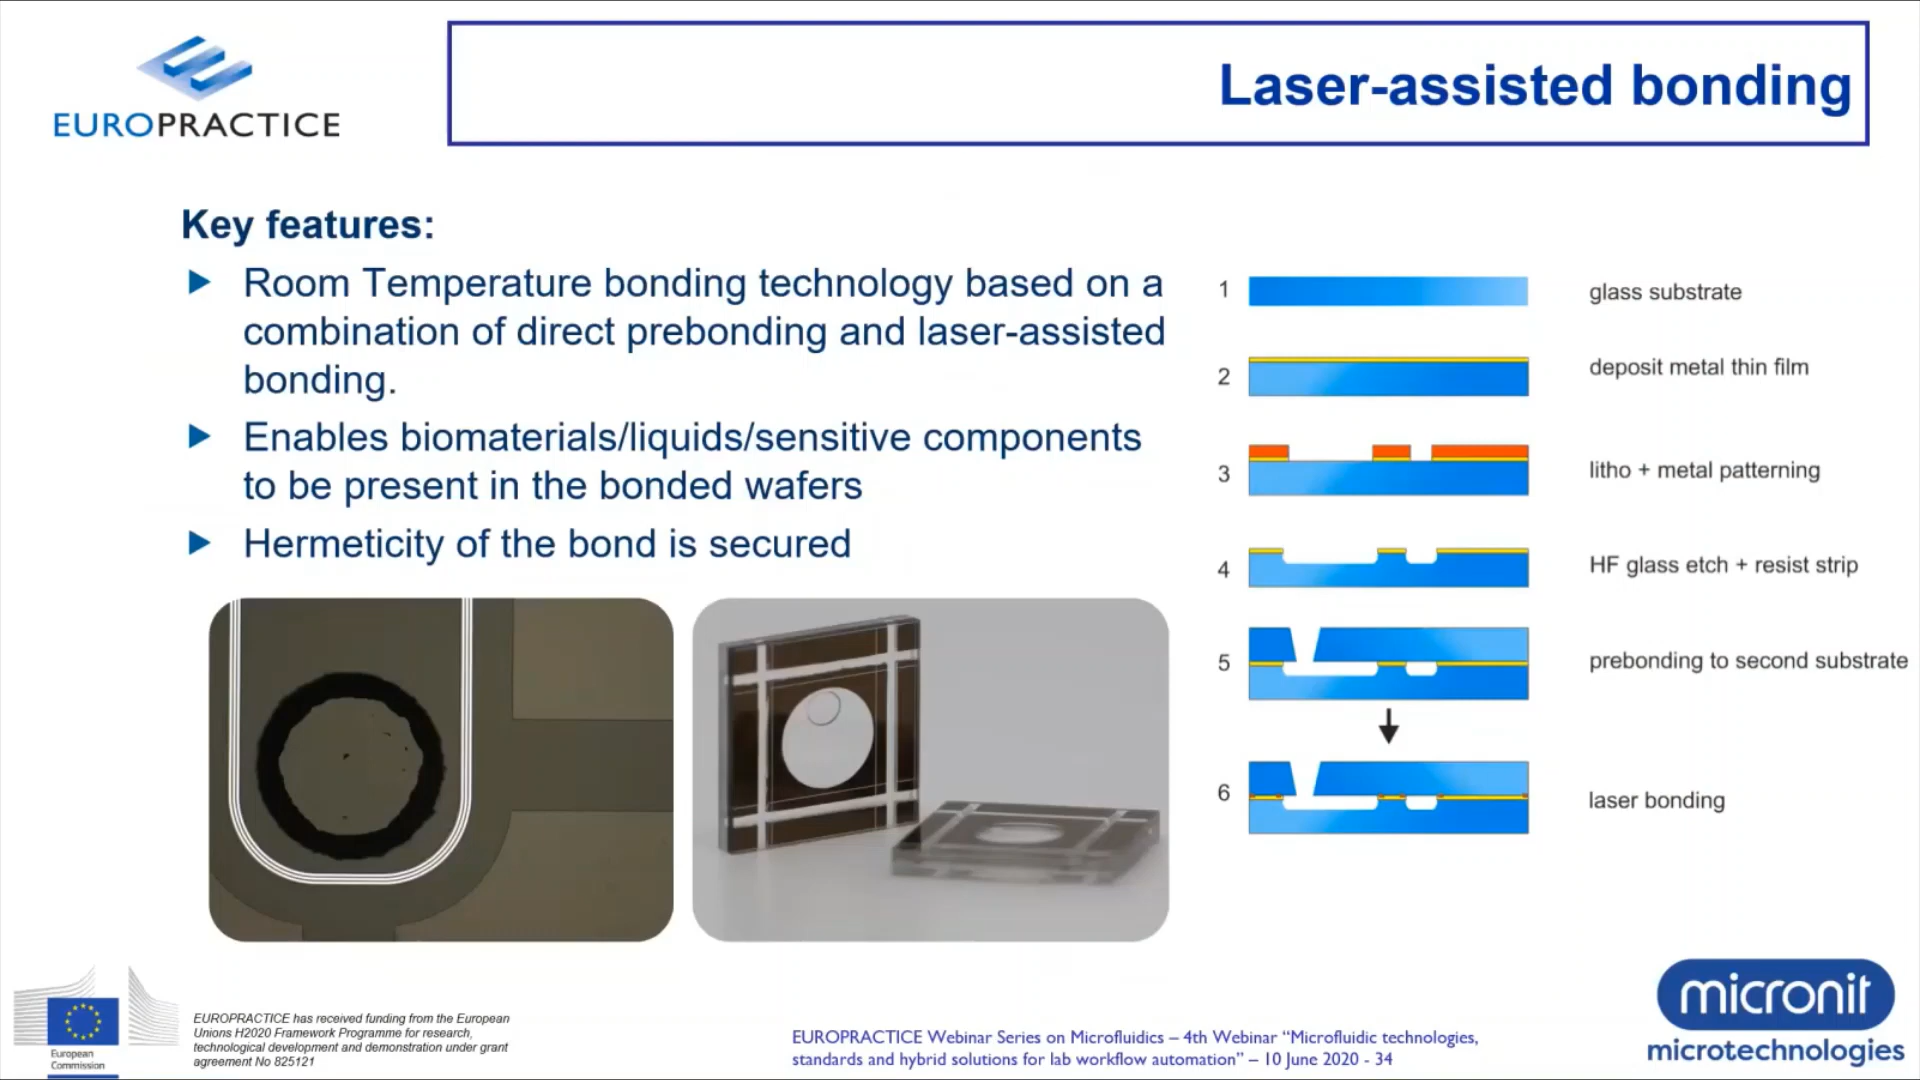 EUROPRACTICE
Laser-assisted bonding
Key features:
Room Temperature bonding technology based on a
combination of direct prebonding and laser-assisted
bonding.
Enables biomaterials/liquids/sensitive components
to be present in the bonded wafers
Hermeticity of the bond is secured
1 glass substrate
2 deposit metal thin film
3 litho + metal patterning
4 HF glass etch + resist strip
5 prebonding to second substrate
6 laser bonding
European
Commission
EUROPRACTICE has received funding from the European
Unions H2020 Framework Programme for research,
technological development and demonstration under grant
agreement No 825121
EUROPRACTICE Webinar Series on Microfluidics – 4th Webinar “Microfluidic technologies,
standards and hybrid solutions for lab workflow automation” – 10 June 2020 - 34
micronit
microtechnologies